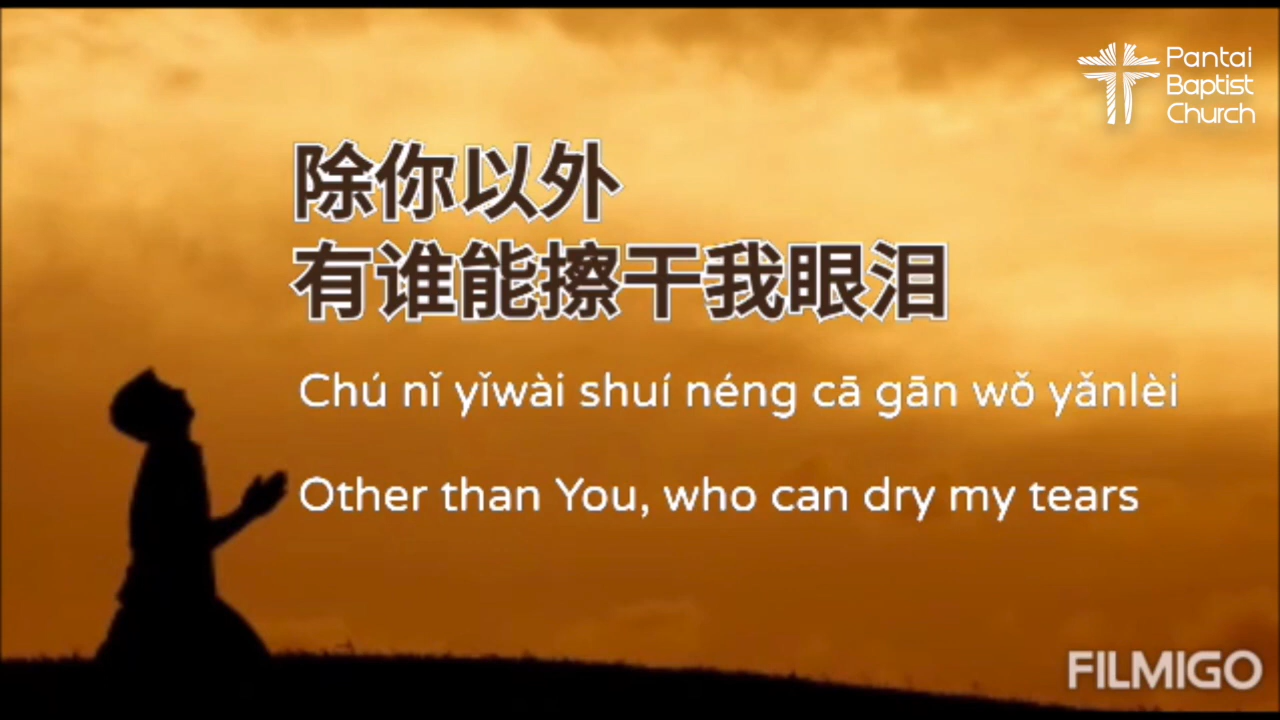 Pantai
Baptist
Church
除你以外
有谁能擦干我眼泪
Chú nǐ yǐwài shuí néng cā gān wǒ yǎnlèi
Other than You, who can dry my tears
FILMIGO